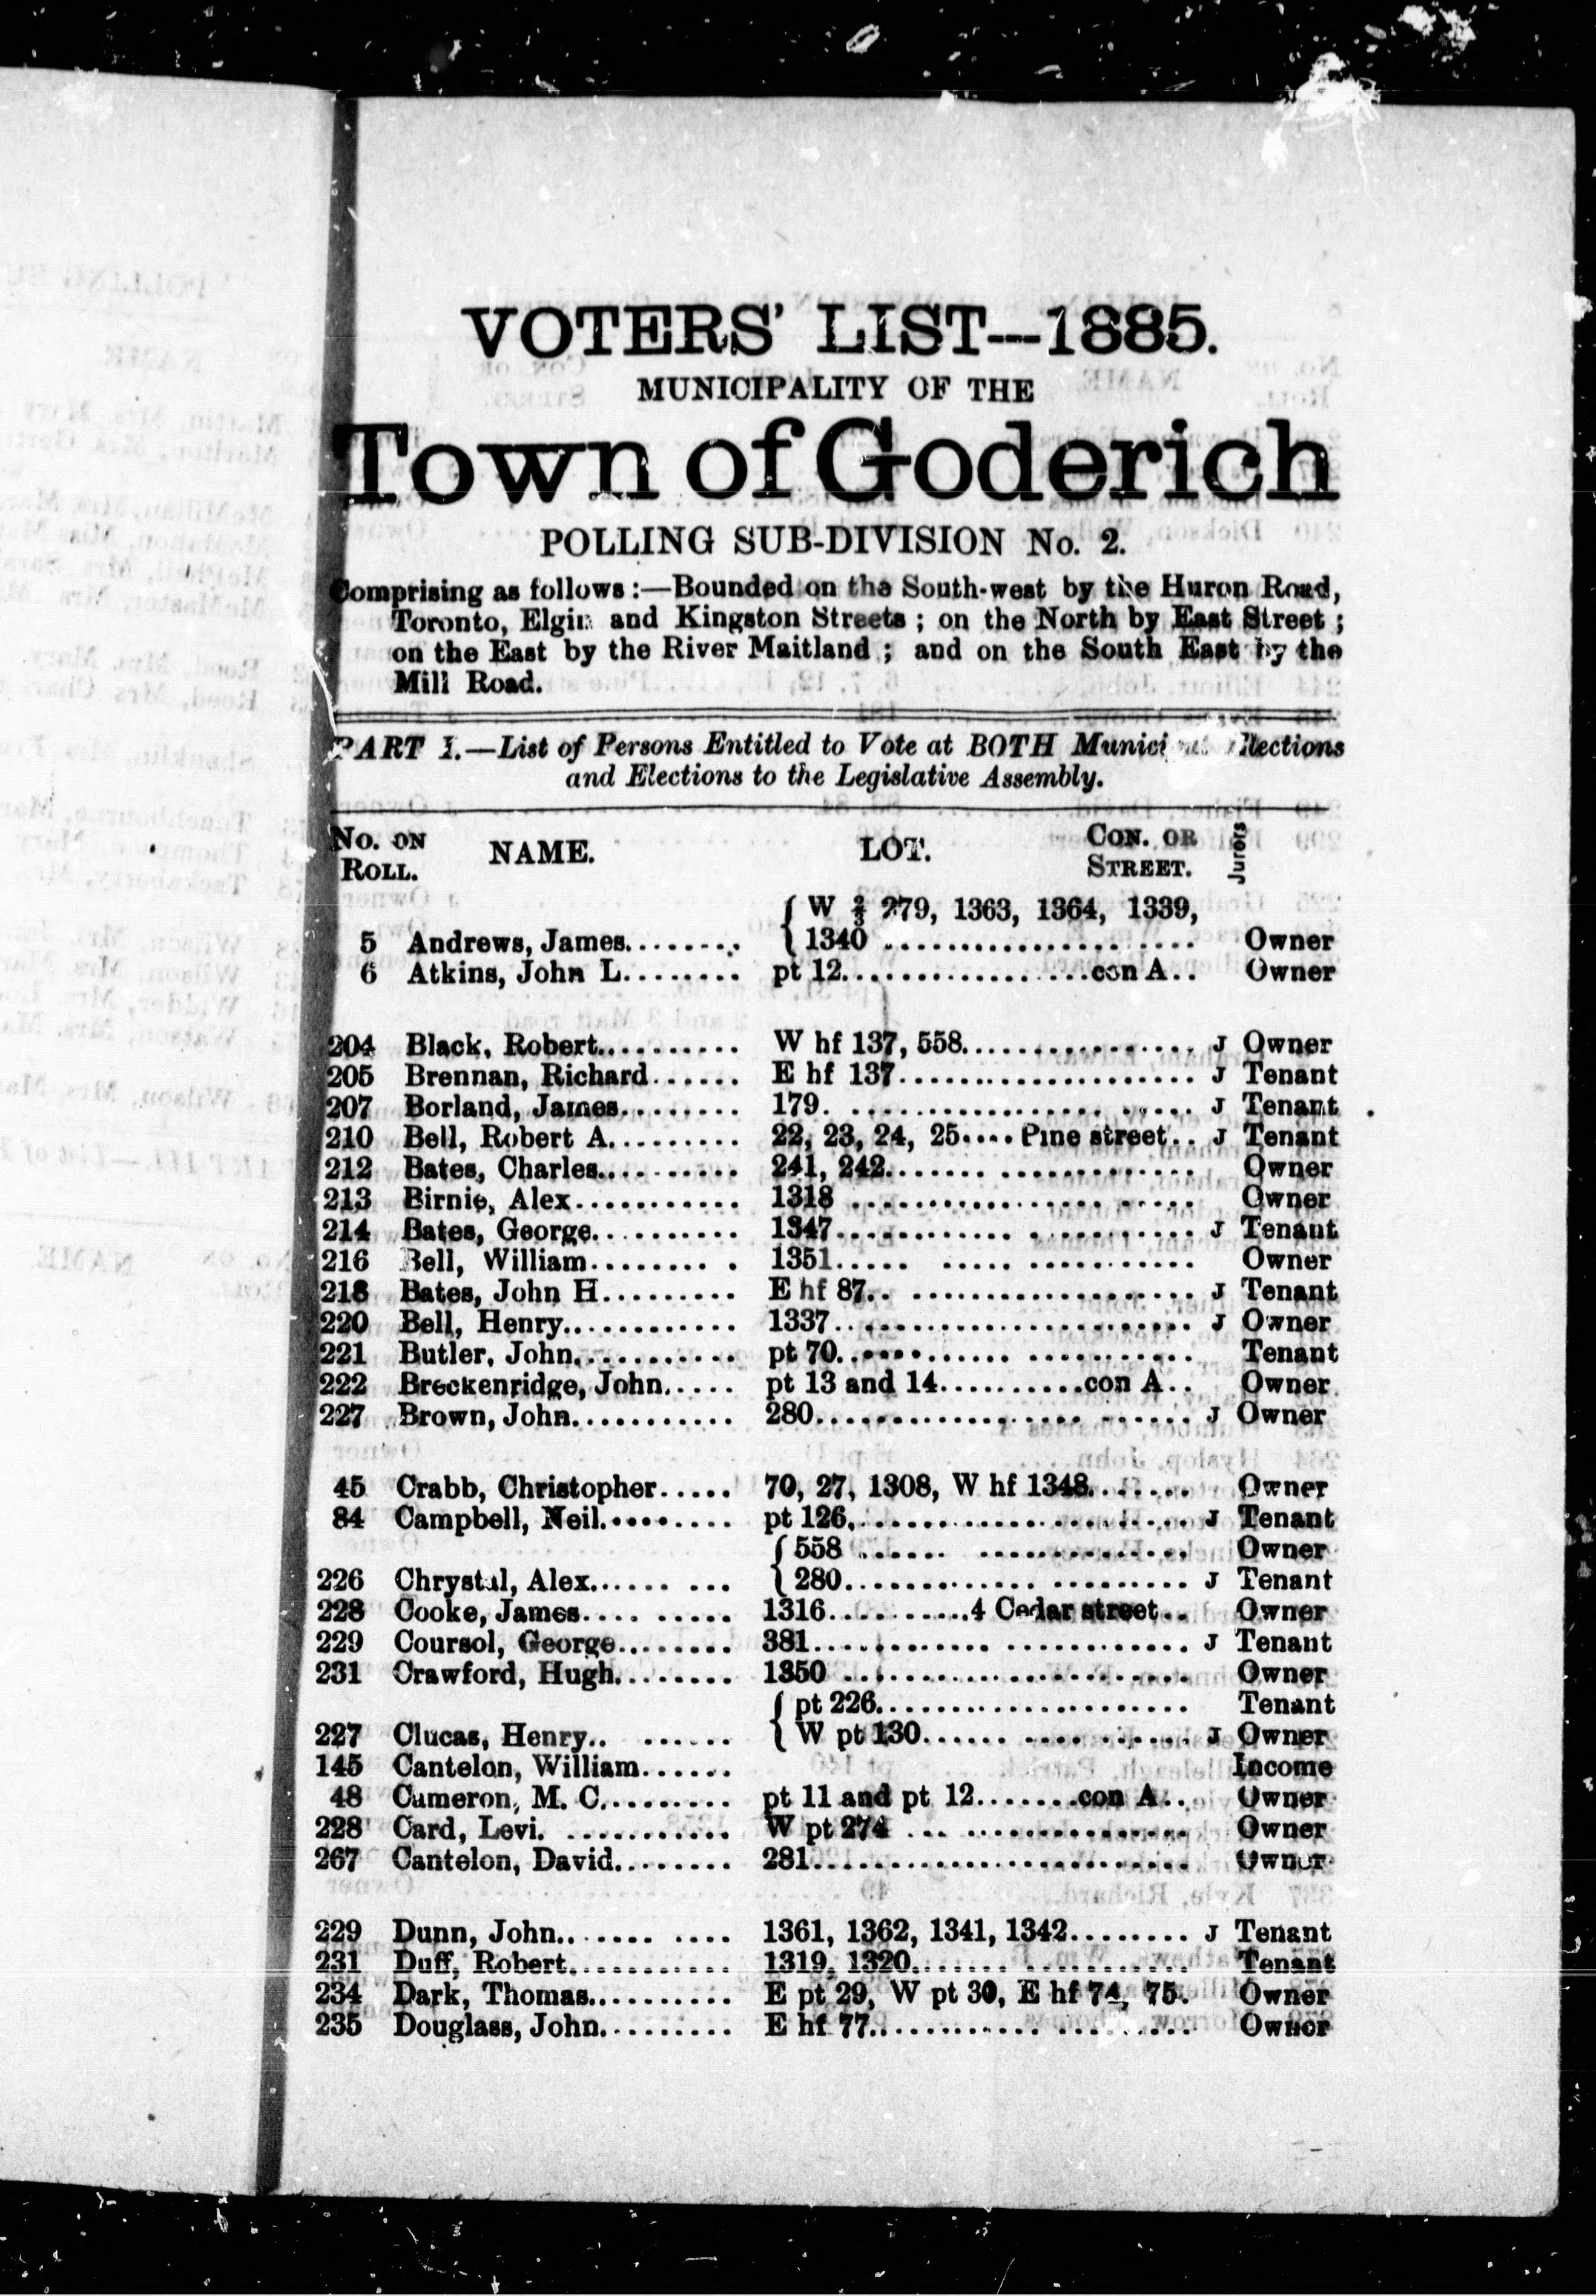 VOTERS' LIST---1885.
MUNICIPALITY OF THE
Town of Goderich
POLLING SUB-DIVISION No. 2.
Comprising as follows :—Bounded on the South-west by the Huron Road,
Toronto, Elgin and Kingston Streets ; on the North by East Street ;
on the East by the River Maitland ; and on the South East by the
Mill Road.
PART I.—List of Persons Entitled to Vote at BOTH Municipal Elections
and Elections to the Legislative Assembly.
No. ON ROLL. NAME. LOT. CON. OR STREET. Jurors
{ W ⅔ 279, 1363, 1364, 1339,
5 Andrews, James........ { 1340 .................... Owner
6 Atkins, John L........ pt 12................con A.. Owner
204 Black, Robert.......... W hf 137, 558................ J Owner
205 Brennan, Richard...... E hf 137.................... J Tenant
207 Borland, James........ 179. .................... J Tenant
210 Bell, Robert A......... 22, 23, 24, 25.... Pine street.. J Tenant
212 Bates, Charles.......... 241, 242.................... Owner
213 Birnie, Alex........... 1318 .................... Owner
214 Bates, George.......... 1347.................... J Tenant
216 Bell, William........ . 1351..... ..... ........... Owner
218 Bates, John H......... E hf 87.. .................. J Tenant
220 Bell, Henry............ 1337........................ J Owner
221 Butler, John........... pt 70............. ........... Tenant
222 Breckenridge, John..... pt 13 and 14..........con A.. Owner
227 Brown, John........... 280.................. ...... J Owner
45 Crabb, Christopher..... 70, 27, 1308, W hf 1348....... Owner
84 Campbell, Neil......... pt 126...................... J Tenant
{ 558 ...... .............. Owner
226 Chrystal, Alex...... ... { 280.............. ......... J Tenant
228 Cooke, James.... ..... 1316..........4 Cedar street.. Owner
229 Coursol, George........ 381............ ............ J Tenant
231 Crawford, Hugh........ 1350 ........................ Owner
{ pt 226...................... Tenant
227 Clucas, Henry.. ...... { W pt 130...... ........... J Owner
145 Cantelon, William...... Income
48 Cameron, M. C......... pt 11 and pt 12.......con A.. Owner
228 Card, Levi. ........... W pt 274 ... ............... Owner
267 Cantelon, David........ 281........................ Owner
229 Dunn, John.. .... .... 1361, 1362, 1341, 1342........ J Tenant
231 Duff, Robert........... 1319, 1320....... ........... Tenant
234 Dark, Thomas.......... E pt 29, W pt 30, E hf 74, 75. Owner
235 Douglass, John......... E hf 77............ ......... Owner